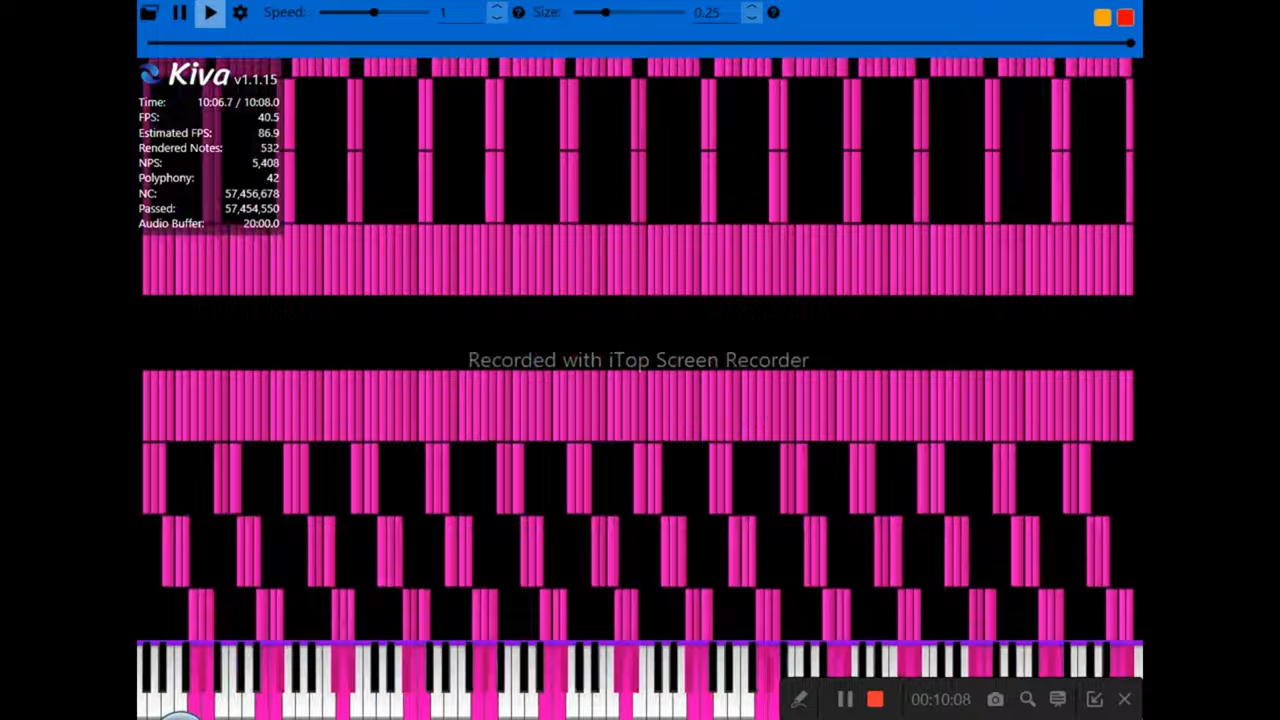 Speed: 1 Size: 0.25
Kiva v1.1.15
Time: 10:06.7 / 10:08.0
FPS: 40.5
Estimated FPS: 86.9
Rendered Notes: 532
NPS: 5,408
Polyphony: 42
NC: 57,456,678
Passed: 57,454,550
Audio Buffer: 20:00.0
Recorded with iTop Screen Recorder
00:10:08